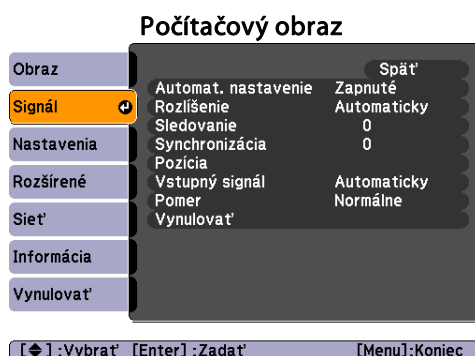 Počítačový obraz
Obraz
Signál
Nastavenia
Rozšírené
Sieť
Informácia
Vynulovať
Späť
Automat. nastavenie Zapnuté
Rozlíšenie Automaticky
Sledovanie 0
Synchronizácia 0
Pozícia
Vstupný signál Automaticky
Pomer Normálne
Vynulovať
[◆] :Vybrať [Enter] :Zadať [Menu]:Koniec